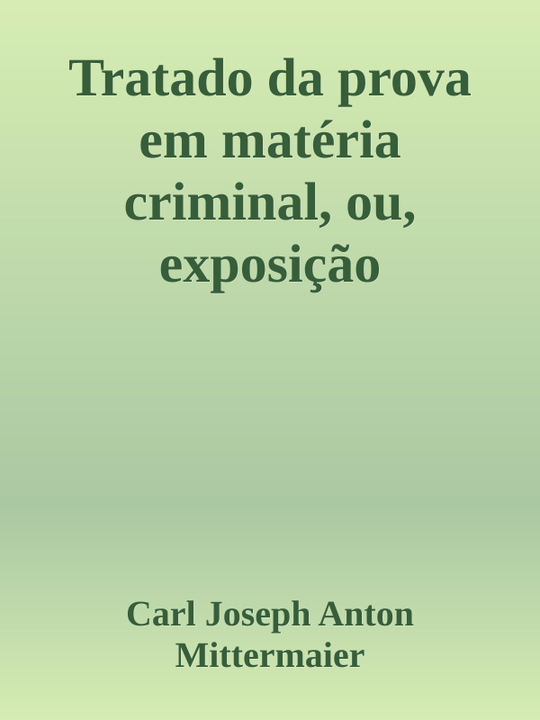 Tratado da prova
em matéria
criminal, ou,
exposição
Carl Joseph Anton
Mittermaier